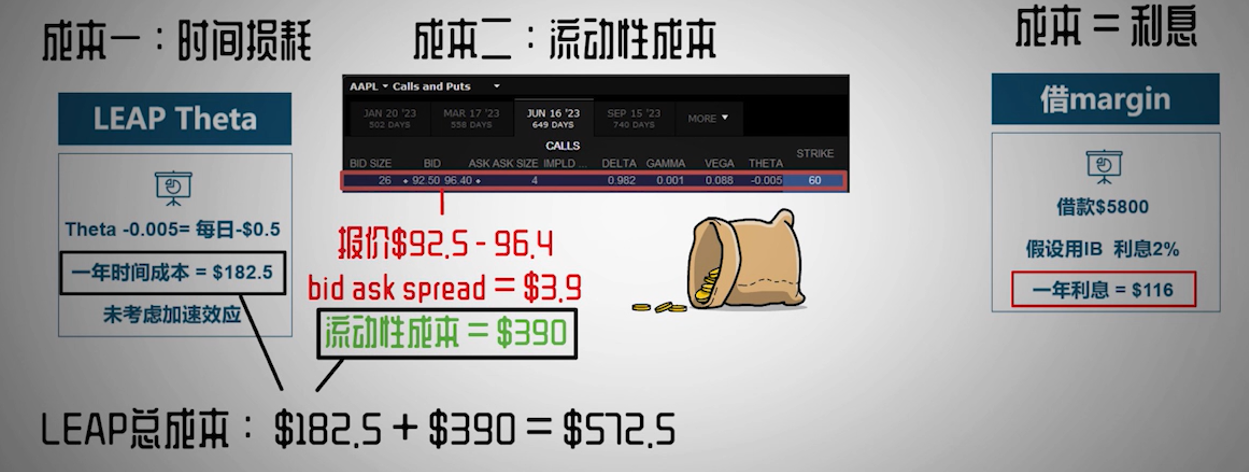 成本一：时间损耗
LEAP Theta
Theta -0.005= 每日-$0.5
一年时间成本 = $182.5
未考虑加速效应
成本二：流动性成本
AAPL Calls and Puts
JAN 20 '23 MAR 17 '23 JUN 16 '23 SEP 15 '23 MORE
502 DAYS 558 DAYS 649 DAYS 740 DAYS
CALLS
STRIKE
BID SIZE BID ASK ASK SIZE IMPLD ... DELTA GAMMA VEGA THETA
26 92.50 96.40 4 0.982 0.001 0.088 -0.005 60
报价$92.5 - 96.4
bid ask spread = $3.9
流动性成本 = $390
成本 = 利息
借margin
借款$5800
假设用IB 利息2%
一年利息 = $116
LEAP总成本： $182.5 + $390 = $572.5